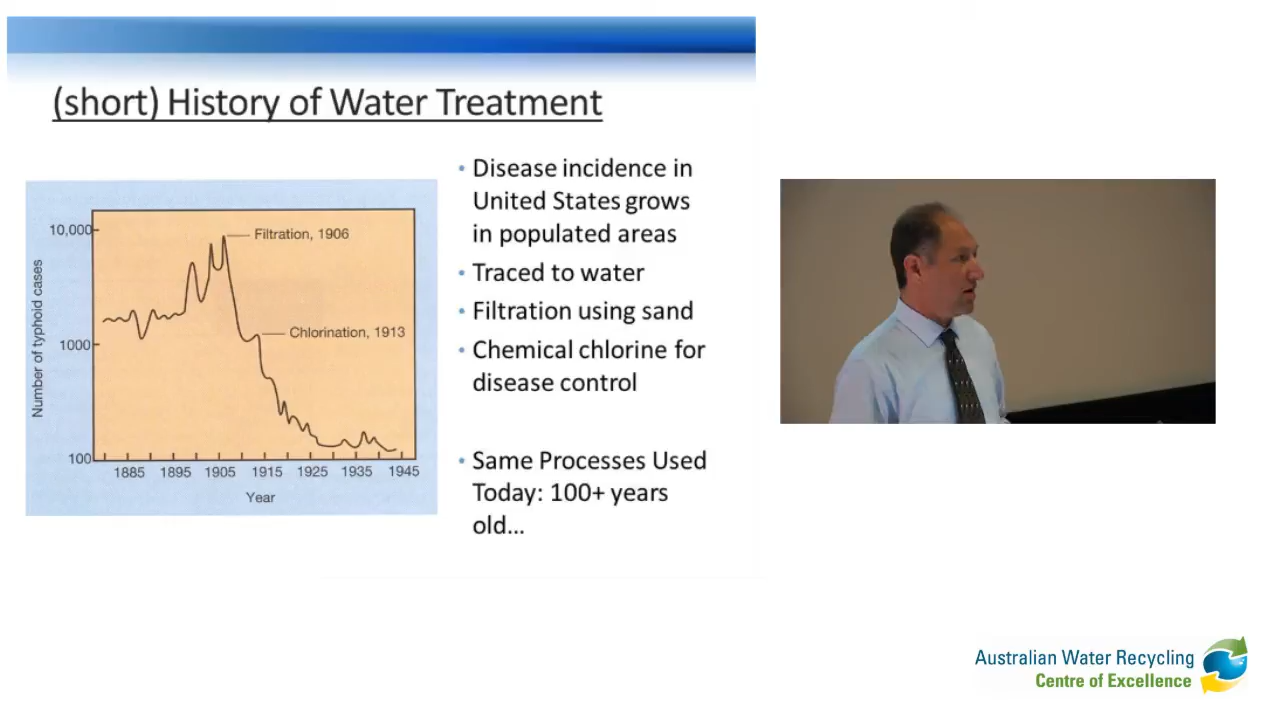 (short) History of Water Treatment
10,000
1000
100
Number of typhoid cases
Filtration, 1906
Chlorination, 1913
1885 1895 1905 1915 1925 1935 1945
Year
• Disease incidence in
United States grows
in populated areas
• Traced to water
• Filtration using sand
• Chemical chlorine for
disease control
• Same Processes Used
Today: 100+ years
old...
Australian Water Recycling
Centre of Excellence